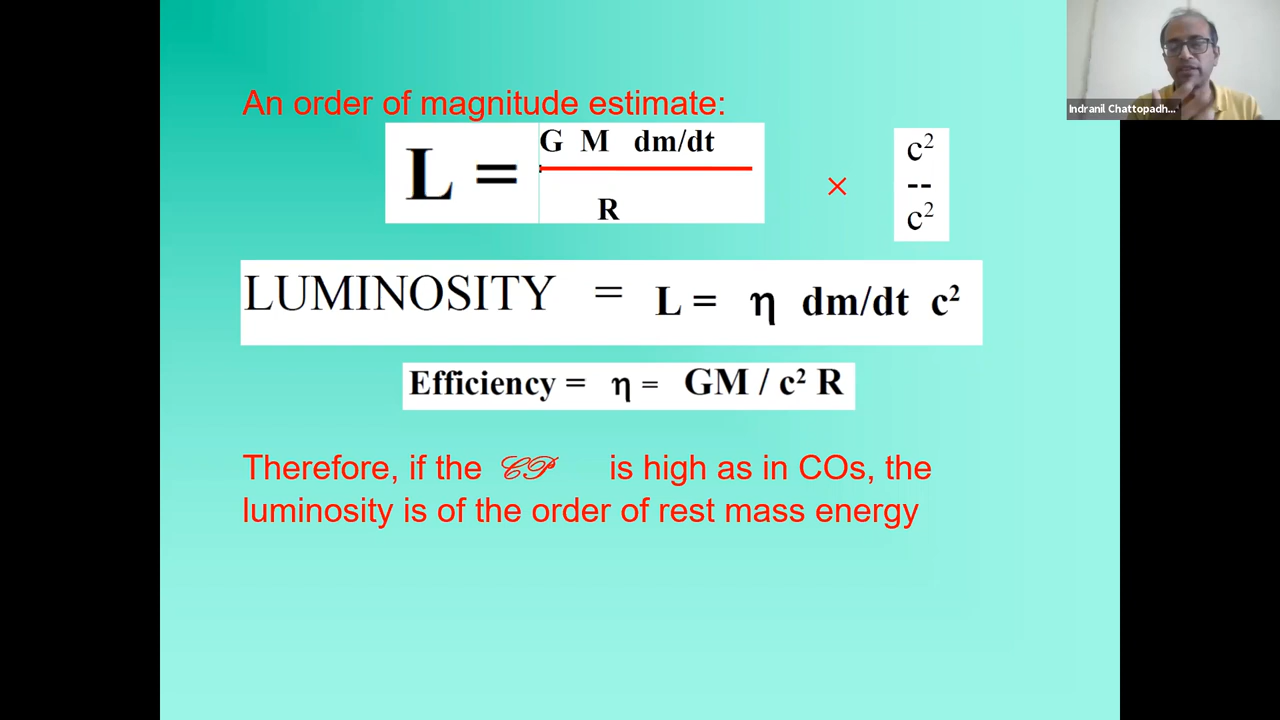 An order of magnitude estimate:
L = G M dm/dt
R
×
c²
--
c²
LUMINOSITY = L = η dm/dt c²
Efficiency = η = GM / c² R
Therefore, if the 𝒞𝒫 is high as in COs, the
luminosity is of the order of rest mass energy
Indranil Chattopadh...